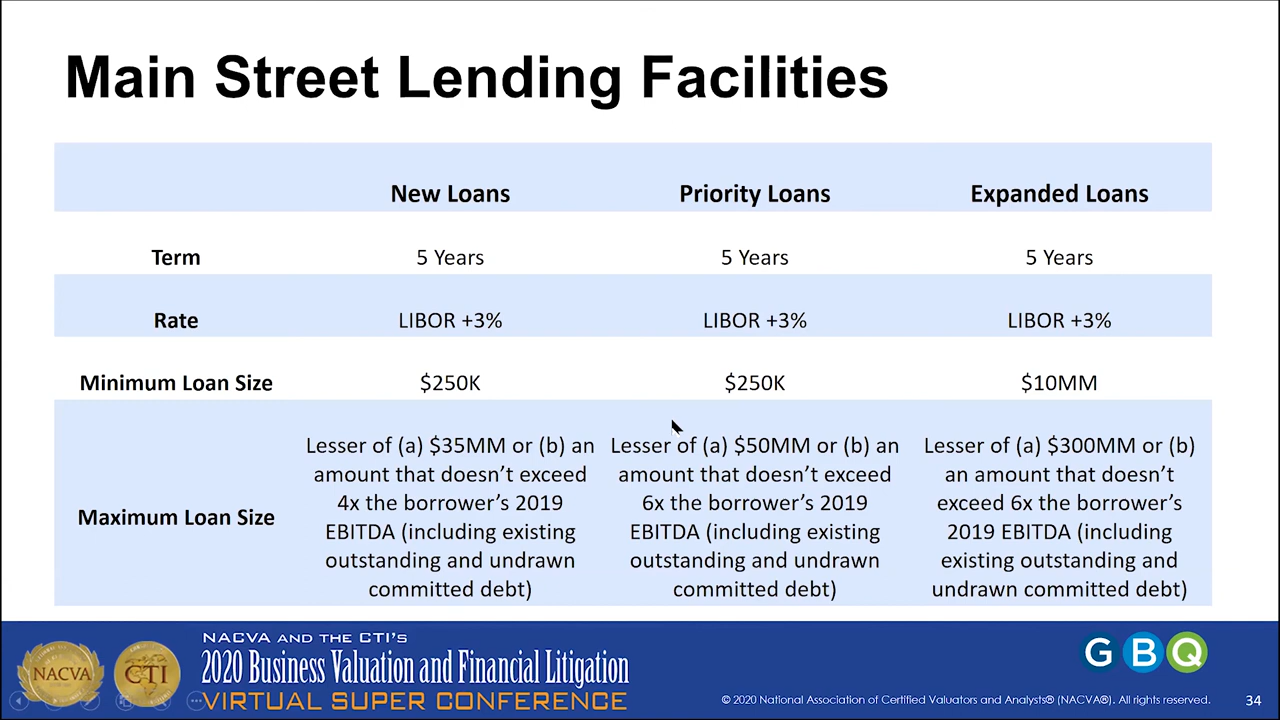 Main Street Lending Facilities
New Loans Priority Loans Expanded Loans
Term 5 Years 5 Years 5 Years
Rate LIBOR +3% LIBOR +3% LIBOR +3%
Minimum Loan Size $250K $250K $10MM
Maximum Loan Size
Lesser of (a) $35MM or (b) an
amount that doesn’t exceed
4x the borrower’s 2019
EBITDA (including existing
outstanding and undrawn
committed debt)
Lesser of (a) $50MM or (b) an
amount that doesn’t exceed
6x the borrower’s 2019
EBITDA (including existing
outstanding and undrawn
committed debt)
Lesser of (a) $300MM or (b)
an amount that doesn’t
exceed 6x the borrower’s
2019 EBITDA (including
existing outstanding and
undrawn committed debt)
NACVA
CTI
NACVA AND THE CTI’S
2020 Business Valuation and Financial Litigation
VIRTUAL SUPER CONFERENCE
GBQ
© 2020 National Association of Certified Valuators and Analysts® (NACVA®). All rights reserved.
34